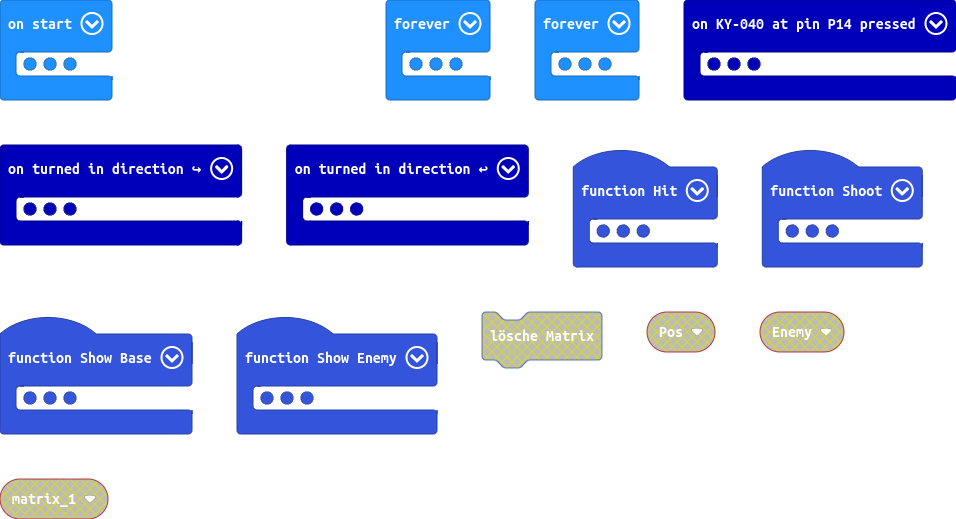 on start
forever
forever
on KY-040 at pin P14 pressed
on turned in direction ↪
on turned in direction ↩
function Hit
function Shoot
function Show Base
function Show Enemy
lösche Matrix
Pos
Enemy
matrix_1